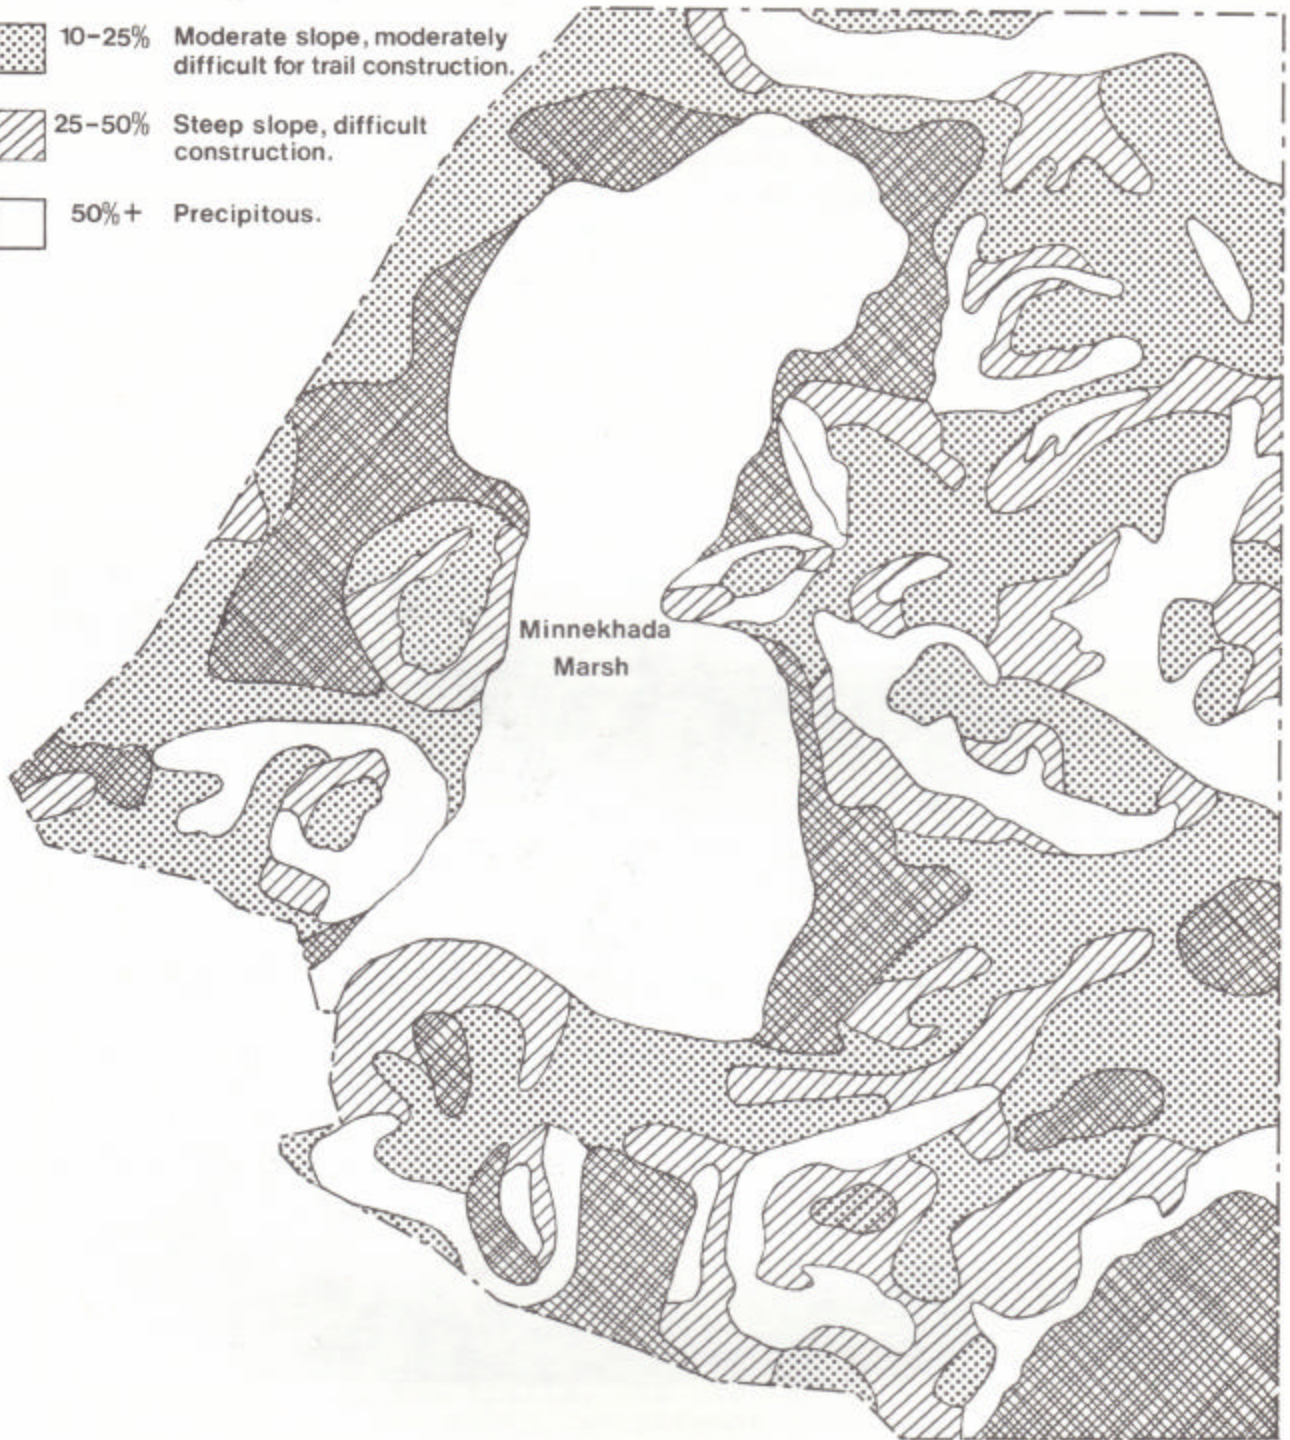 10-25% Moderate slope, moderately
difficult for trail construction.
25-50% Steep slope, difficult
construction.
50%+ Precipitous.
Minnekhada
Marsh